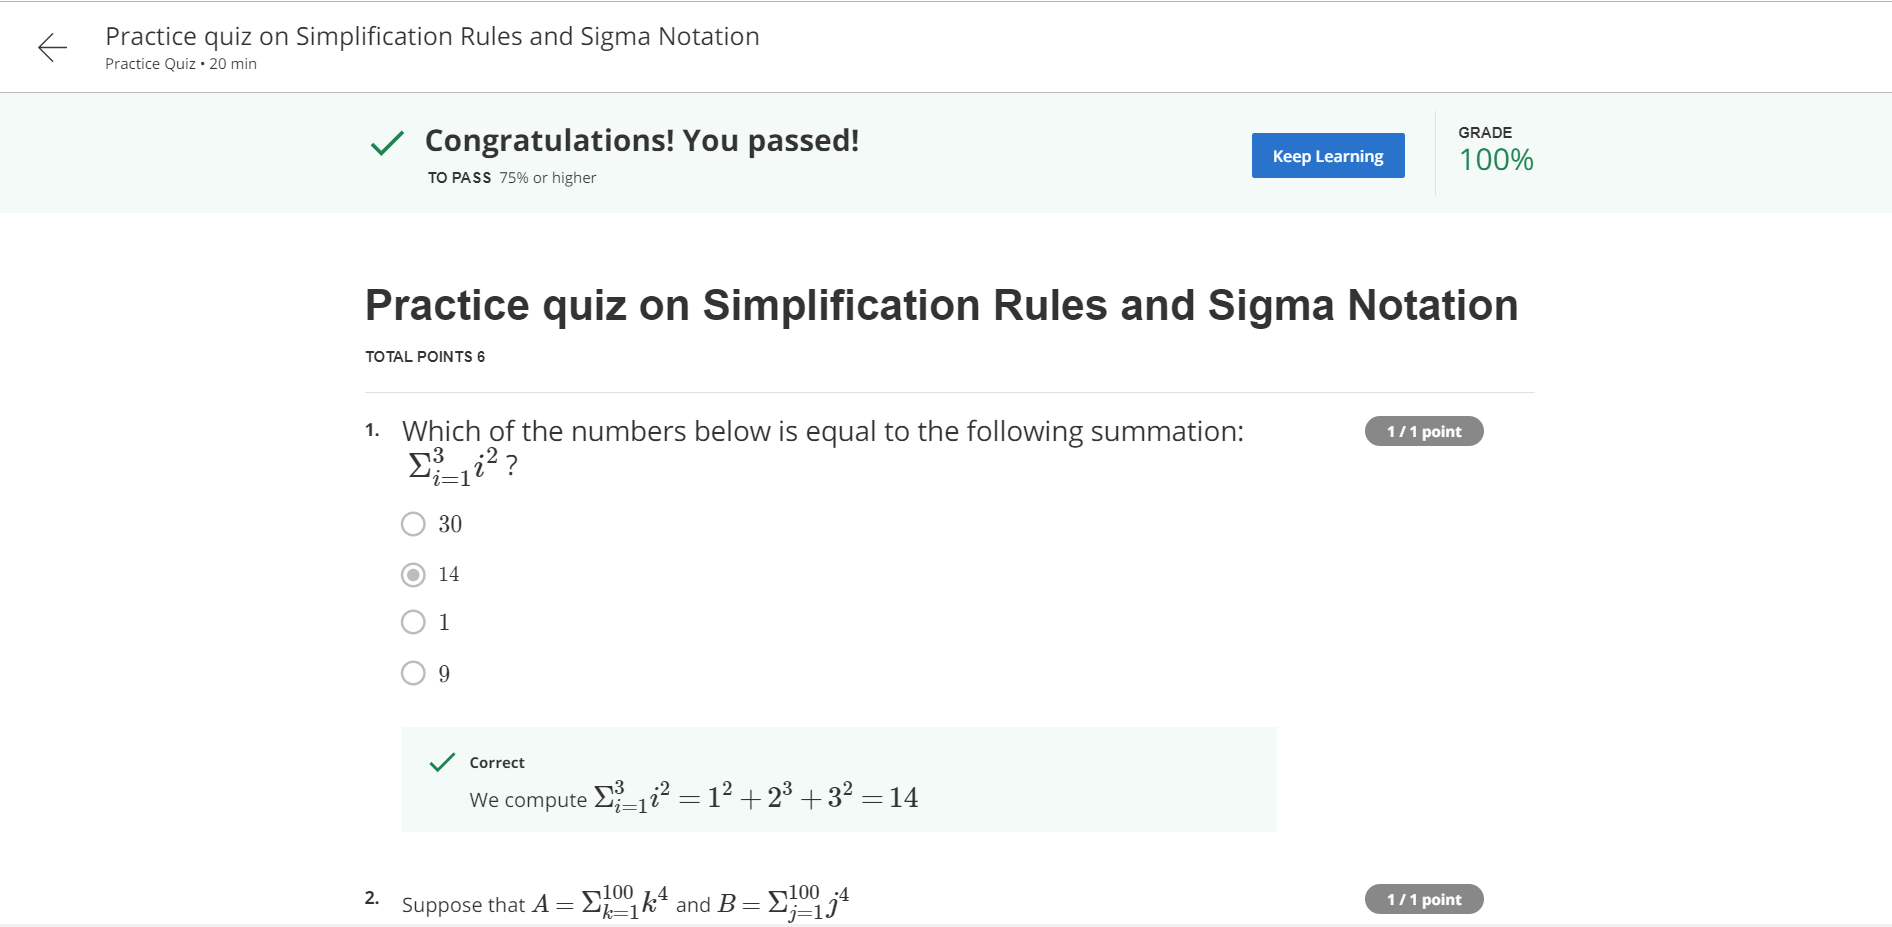 Practice quiz on Simplification Rules and Sigma Notation
Practice Quiz • 20 min
Congratulations! You passed!
TO PASS 75% or higher
Keep Learning
GRADE
100%
Practice quiz on Simplification Rules and Sigma Notation
TOTAL POINTS 6
1. Which of the numbers below is equal to the following summation:
1 / 1 point
Σ_{i=1}^{3} i^2 ?
30
14
1
9
Correct
We compute Σ_{i=1}^{3} i^2 = 1^2 + 2^3 + 3^2 = 14
2. Suppose that A = Σ_{k=1}^{100} k^4 and B = Σ_{j=1}^{100} j^4
1 / 1 point